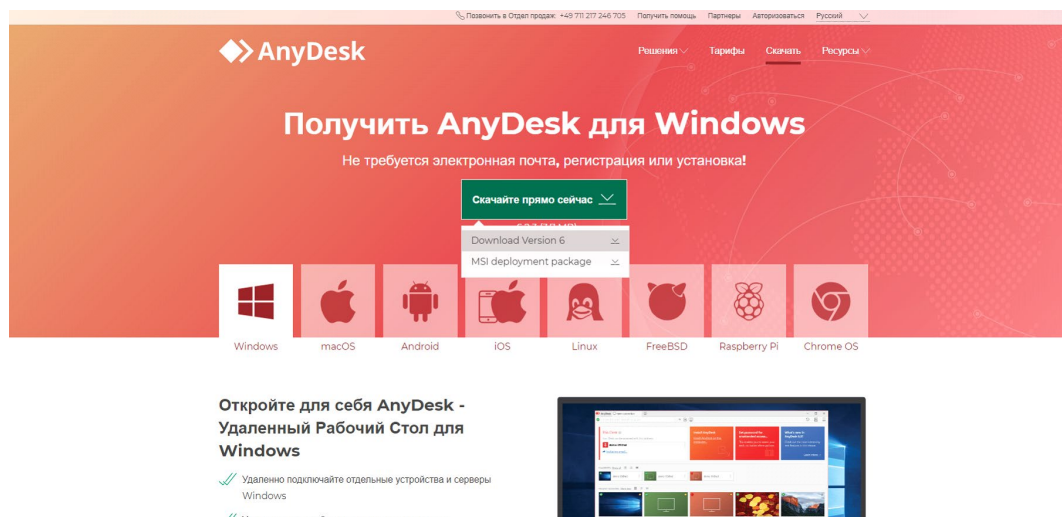 Позвонить в Отдел продаж: +49 711 217 246 705 Получить помощь Партнеры Авторизоваться Русский
AnyDesk
Решения Тарифы Скачать Ресурсы
Получить AnyDesk для Windows
Не требуется электронная почта, регистрация или установка!
Скачайте прямо сейчас
Download Version 6
MSI deployment package
Windows macOS Android iOS Linux FreeBSD Raspberry Pi Chrome OS
Откройте для себя AnyDesk -
Удаленный Рабочий Стол для
Windows
Удаленно подключайте отдельные устройства и серверы
Windows